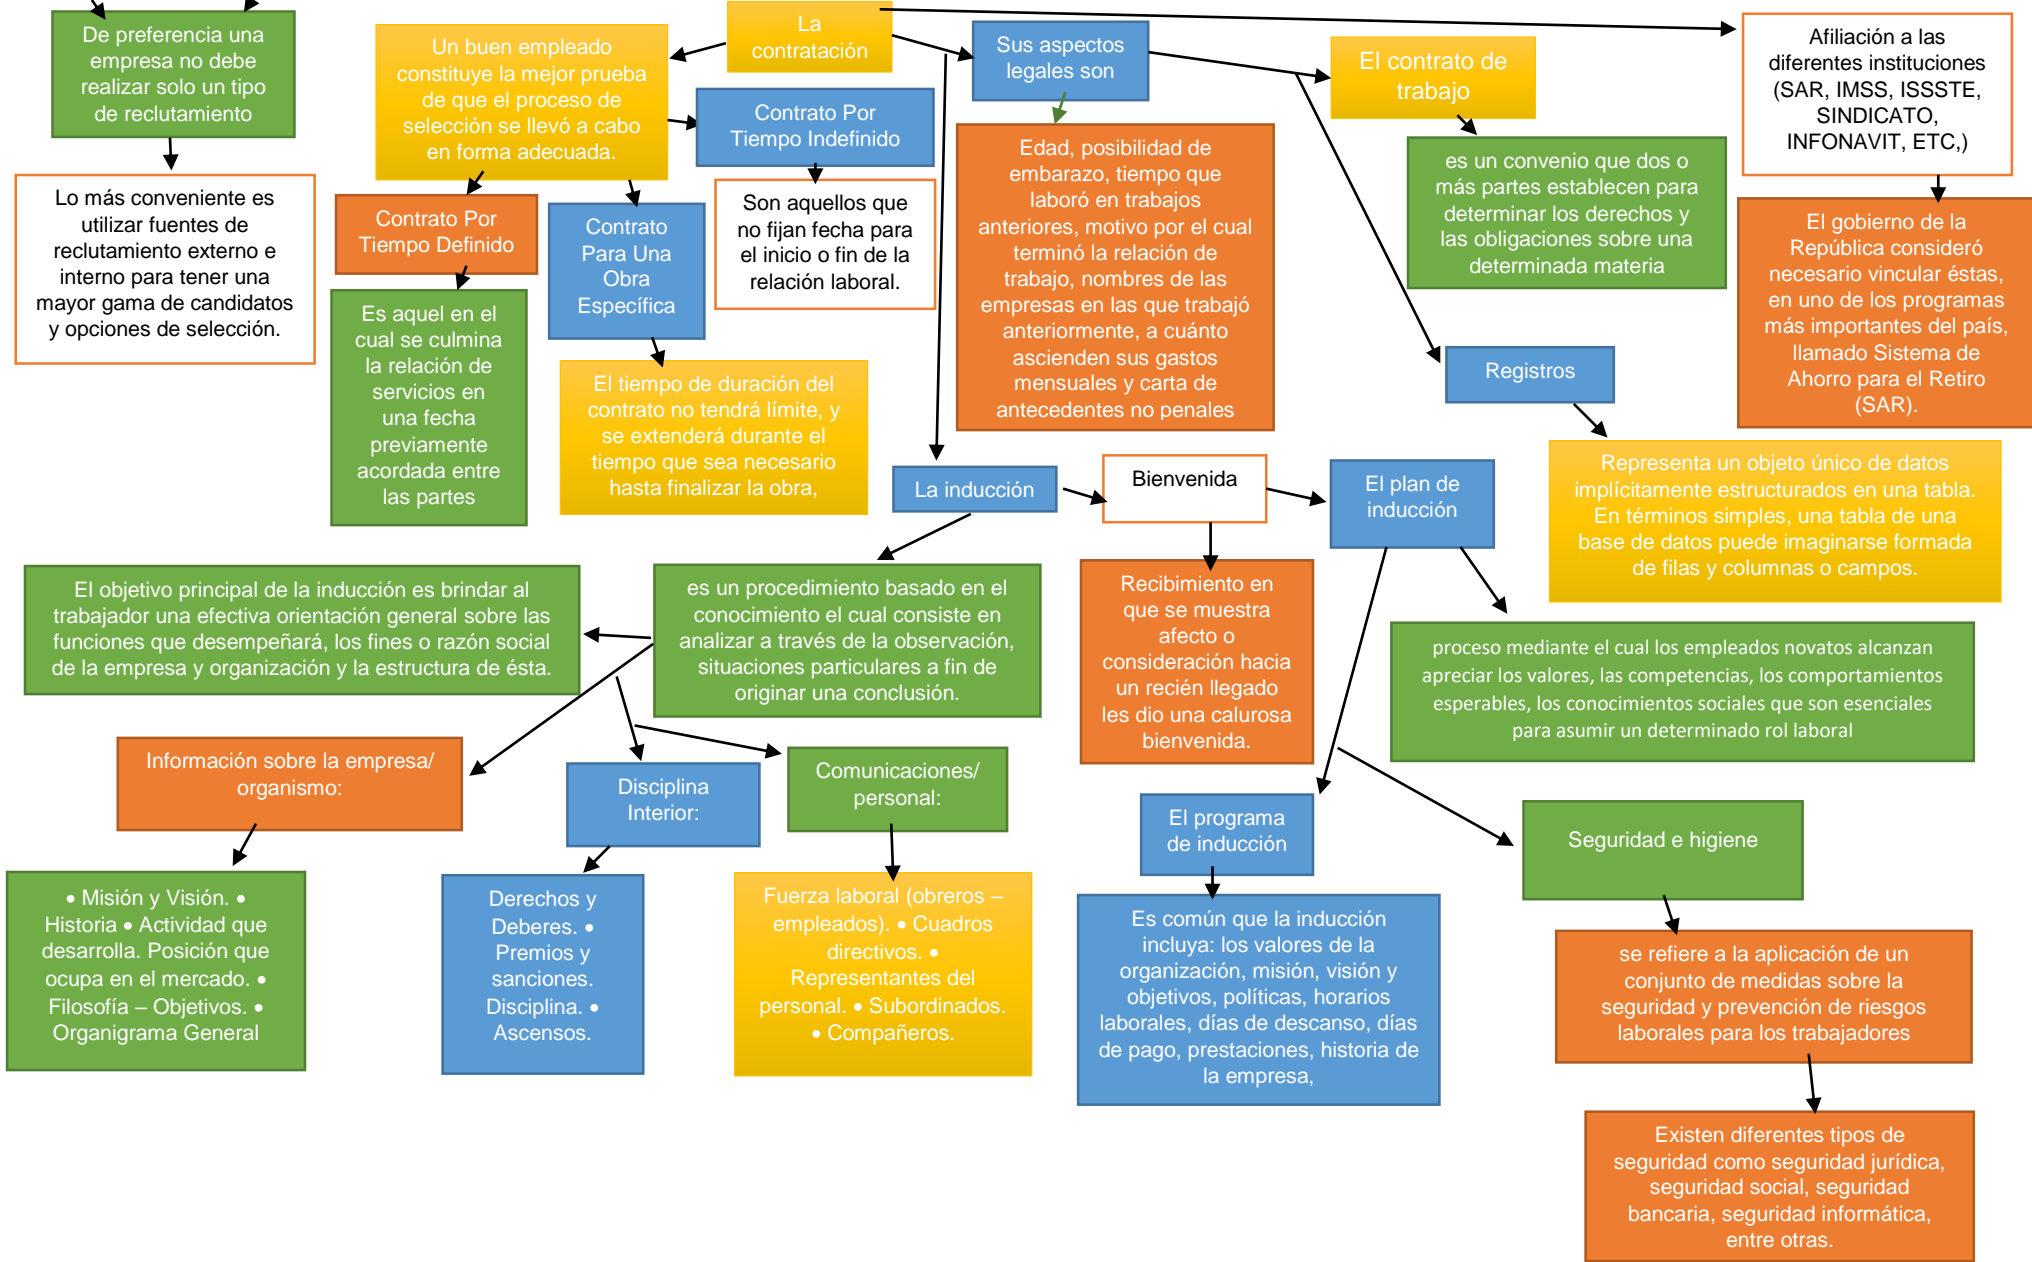 De preferencia una
empresa no debe
realizar solo un tipo
de reclutamiento
Lo más conveniente es
utilizar fuentes de
reclutamiento externo e
interno para tener una
mayor gama de candidatos
y opciones de selección.
La
contratación
Un buen empleado
constituye la mejor prueba
de que el proceso de
selección se llevó a cabo
en forma adecuada.
Contrato Por
Tiempo Indefinido
Son aquellos que
no fijan fecha para
el inicio o fin de la
relación laboral.
Contrato Por
Tiempo Definido
Es aquel en el
cual se culmina
la relación de
servicios en
una fecha
previamente
acordada entre
las partes
Contrato
Para Una
Obra
Específica
El tiempo de duración del
contrato no tendrá límite, y
se extenderá durante el
tiempo que sea necesario
hasta finalizar la obra,
Sus aspectos
legales son
Edad, posibilidad de
embarazo, tiempo que
laboró en trabajos
anteriores, motivo por el cual
terminó la relación de
trabajo, nombres de las
empresas en las que trabajó
anteriormente, a cuánto
ascienden sus gastos
mensuales y carta de
antecedentes no penales
El contrato de
trabajo
es un convenio que dos o
más partes establecen para
determinar los derechos y
las obligaciones sobre una
determinada materia
Afiliación a las
diferentes instituciones
(SAR, IMSS, ISSSTE,
SINDICATO,
INFONAVIT, ETC,)
El gobierno de la
República consideró
necesario vincular éstas,
en uno de los programas
más importantes del país,
llamado Sistema de
Ahorro para el Retiro
(SAR).
Registros
Representa un objeto único de datos
implícitamente estructurados en una tabla.
En términos simples, una tabla de una
base de datos puede imaginarse formada
de filas y columnas o campos.
La inducción
Bienvenida
El plan de
inducción
El objetivo principal de la inducción es brindar al
trabajador una efectiva orientación general sobre las
funciones que desempeñará, los fines o razón social
de la empresa y organización y la estructura de ésta.
es un procedimiento basado en el
conocimiento el cual consiste en
analizar a través de la observación,
situaciones particulares a fin de
originar una conclusión.
Recibimiento en
que se muestra
afecto o
consideración hacia
un recién llegado
les dio una calurosa
bienvenida.
proceso mediante el cual los empleados novatos alcanzan
apreciar los valores, las competencias, los comportamientos
esperables, los conocimientos sociales que son esenciales
para asumir un determinado rol laboral
Información sobre la empresa/
organismo:
Disciplina
Interior:
Comunicaciones/
personal:
El programa
de inducción
Seguridad e higiene
• Misión y Visión. •
Historia • Actividad que
desarrolla. Posición que
ocupa en el mercado. •
Filosofía – Objetivos. •
Organigrama General
Derechos y
Deberes. •
Premios y
sanciones.
Disciplina. •
Ascensos.
Fuerza laboral (obreros –
empleados). • Cuadros
directivos. •
Representantes del
personal. • Subordinados.
• Compañeros.
Es común que la inducción
incluya: los valores de la
organización, misión, visión y
objetivos, políticas, horarios
laborales, días de descanso, días
de pago, prestaciones, historia de
la empresa,
se refiere a la aplicación de un
conjunto de medidas sobre la
seguridad y prevención de riesgos
laborales para los trabajadores
Existen diferentes tipos de
seguridad como seguridad jurídica,
seguridad social, seguridad
bancaria, seguridad informática,
entre otras.